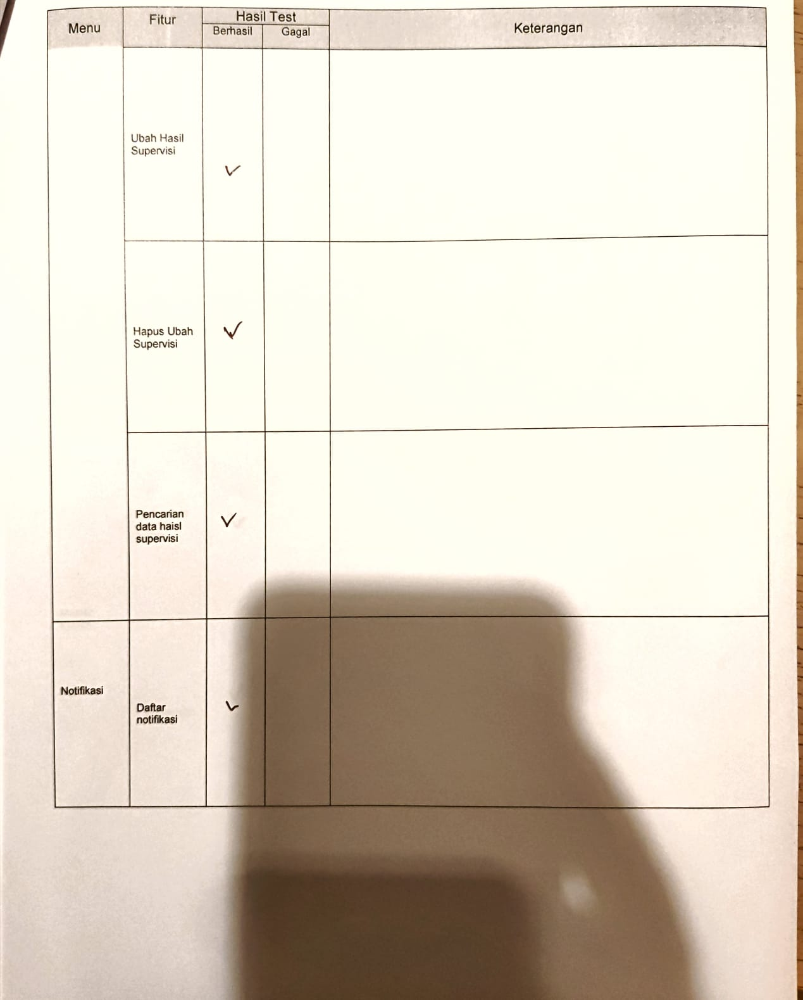 Menu
Fitur
Hasil Test
Berhasil
Gagal
Keterangan
Ubah Hasil
Supervisi
✓
Hapus Ubah
Supervisi
✓
Pencarian
data haisl
supervisi
✓
Notifikasi
Daftar
notifikasi
✓